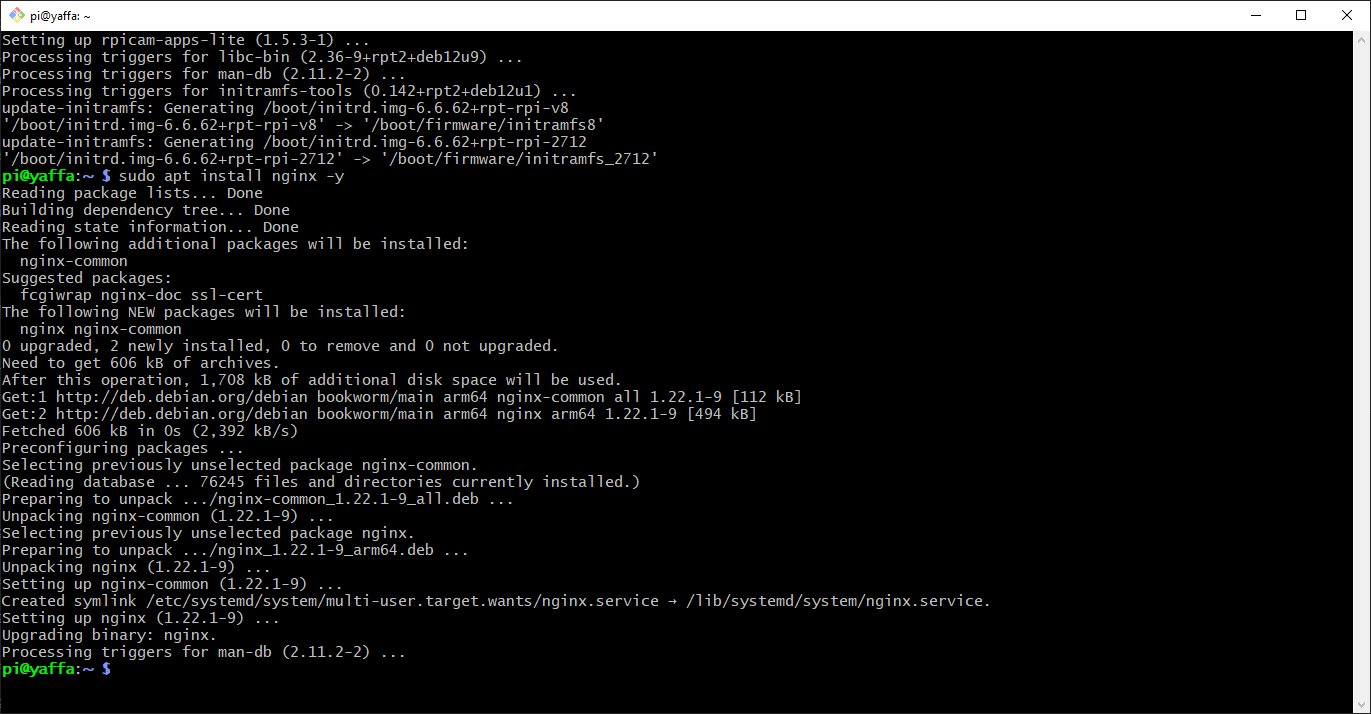 pi@yaffa: ~
Setting up rpicam-apps-lite (1.5.3-1) ...
Processing triggers for libc-bin (2.36-9+rpt2+deb12u9) ...
Processing triggers for man-db (2.11.2-2) ...
Processing triggers for initramfs-tools (0.142+rpt2+deb12u1) ...
update-initramfs: Generating /boot/initrd.img-6.6.62+rpt-rpi-v8
'/boot/initrd.img-6.6.62+rpt-rpi-v8' -> '/boot/firmware/initramfs8'
update-initramfs: Generating /boot/initrd.img-6.6.62+rpt-rpi-2712
'/boot/initrd.img-6.6.62+rpt-rpi-2712' -> '/boot/firmware/initramfs_2712'
pi@yaffa:~ $ sudo apt install nginx -y
Reading package lists... Done
Building dependency tree... Done
Reading state information... Done
The following additional packages will be installed:
  nginx-common
Suggested packages:
  fcgiwrap nginx-doc ssl-cert
The following NEW packages will be installed:
  nginx nginx-common
0 upgraded, 2 newly installed, 0 to remove and 0 not upgraded.
Need to get 606 kB of archives.
After this operation, 1,708 kB of additional disk space will be used.
Get:1 http://deb.debian.org/debian bookworm/main arm64 nginx-common all 1.22.1-9 [112 kB]
Get:2 http://deb.debian.org/debian bookworm/main arm64 nginx arm64 1.22.1-9 [494 kB]
Fetched 606 kB in 0s (2,392 kB/s)
Preconfiguring packages ...
Selecting previously unselected package nginx-common.
(Reading database ... 76245 files and directories currently installed.)
Preparing to unpack .../nginx-common_1.22.1-9_all.deb ...
Unpacking nginx-common (1.22.1-9) ...
Selecting previously unselected package nginx.
Preparing to unpack .../nginx_1.22.1-9_arm64.deb ...
Unpacking nginx (1.22.1-9) ...
Setting up nginx-common (1.22.1-9) ...
Created symlink /etc/systemd/system/multi-user.target.wants/nginx.service → /lib/systemd/system/nginx.service.
Setting up nginx (1.22.1-9) ...
Upgrading binary: nginx.
Processing triggers for man-db (2.11.2-2) ...
pi@yaffa:~ $